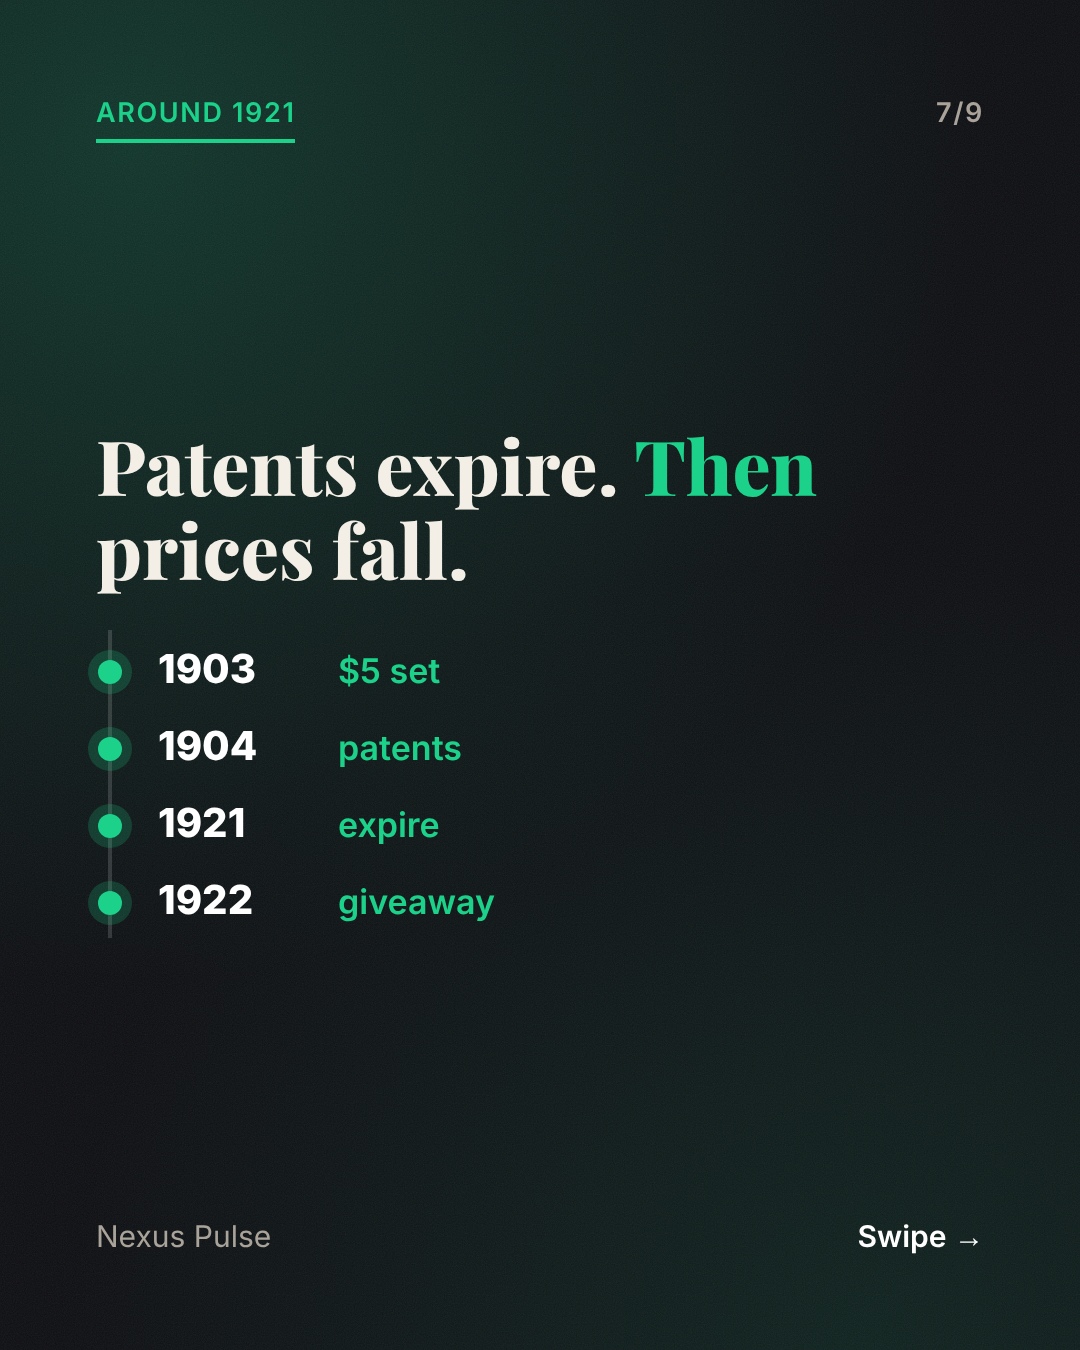 AROUND 1921
7/9
Patents expire. Then
prices fall.
1903 $5 set
1904 patents
1921 expire
1922 giveaway
Nexus Pulse
Swipe →